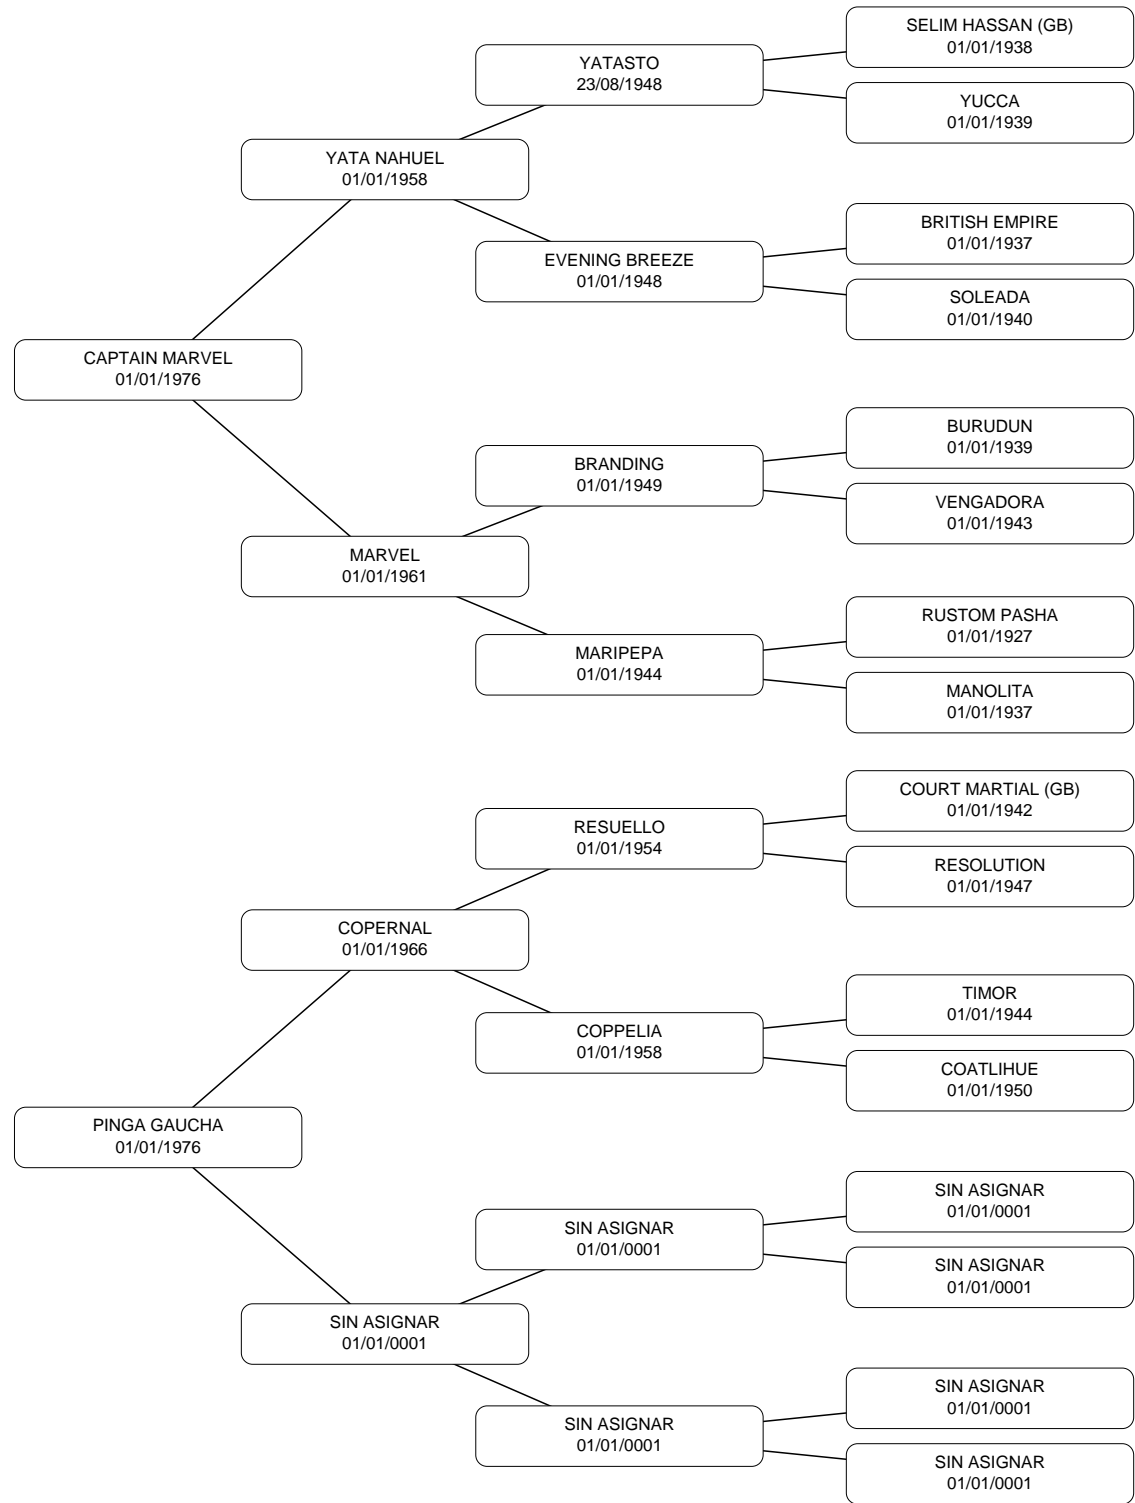 SELIM HASSAN (GB)
01/01/1938
YATASTO
23/08/1948
YUCCA
01/01/1939
YATA NAHUEL
01/01/1958
BRITISH EMPIRE
01/01/1937
EVENING BREEZE
01/01/1948
SOLEADA
01/01/1940
CAPTAIN MARVEL
01/01/1976
BURUDUN
01/01/1939
BRANDING
01/01/1949
VENGADORA
01/01/1943
MARVEL
01/01/1961
RUSTOM PASHA
01/01/1927
MARIPEPA
01/01/1944
MANOLITA
01/01/1937
COURT MARTIAL (GB)
01/01/1942
RESUELLO
01/01/1954
RESOLUTION
01/01/1947
COPERNAL
01/01/1966
TIMOR
01/01/1944
COPPELIA
01/01/1958
COATLIHUE
01/01/1950
PINGA GAUCHA
01/01/1976
SIN ASIGNAR
01/01/0001
SIN ASIGNAR
01/01/0001
SIN ASIGNAR
01/01/0001
SIN ASIGNAR
01/01/0001
SIN ASIGNAR
01/01/0001
SIN ASIGNAR
01/01/0001
SIN ASIGNAR
01/01/0001